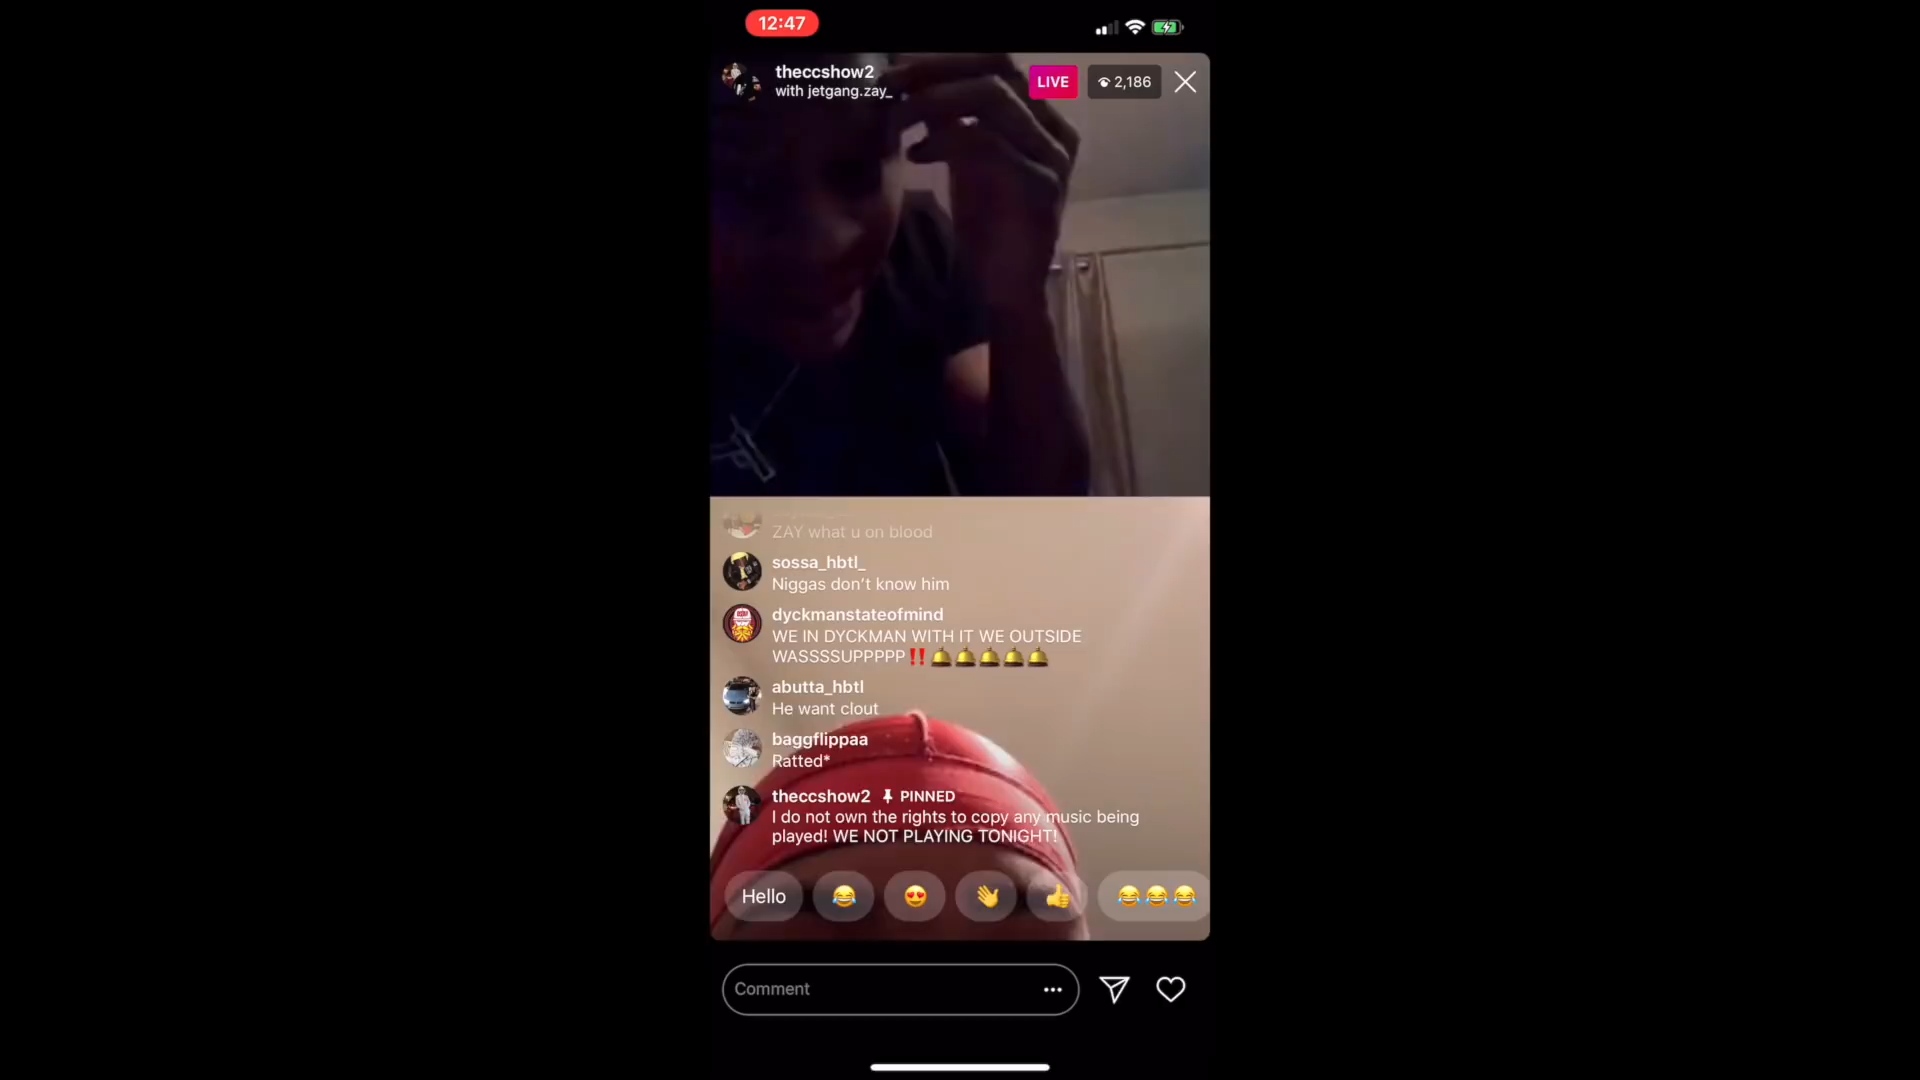 12:47
theccshow2
with jetgang.zay_
LIVE
2,186
ZAY what u on blood
sossa_hbtl_
Niggas don't know him
dyckmanstateofmind
WE IN DYCKMAN WITH IT WE OUTSIDE
WASSSSUPPPPP‼️🛎🛎🛎🛎🛎
abutta_hbtl
He want clout
baggflippaa
Ratted*
theccshow2 PINNED
I do not own the rights to copy any music being
played! WE NOT PLAYING TONIGHT!
Hello 😂 😍 👋 👍 😂😂😂
Comment